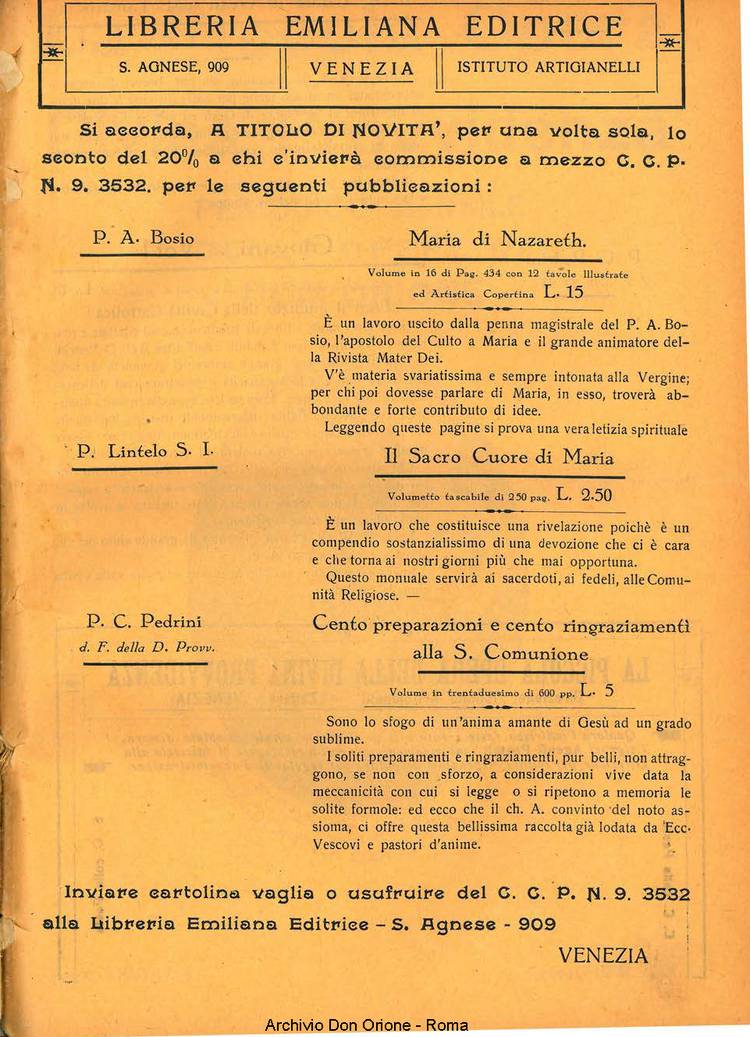 LIBRERIA EMILIANA EDITRICE
S. AGNESE, 909 VENEZIA ISTITUTO ARTIGIANELLI
Si accorda, A TITOLO DI NOVITA', per una volta sola, lo
sconto del 20% a chi c'invierà commissione a mezzo C. C. P.
N. 9. 3532. per le seguenti pubblicazioni :
P. A. Bosio
Maria di Nazareth.
Volume in 16 di Pag. 434 con 12 tavole Illustrate
ed Artistica Copertina L. 15
È un lavoro uscito dalla penna magistrale del P. A. Bo-
sio, l'apostolo del Culto a Maria e il grande animatore del-
la Rivista Mater Dei.
V'è materia svariatissima e sempre intonata alla Vergine;
per chi poi dovesse parlare di Maria, in esso, troverà ab-
bondante e forte contributo di idee.
Leggendo queste pagine si prova una vera letizia spirituale
P. Lintelo S. I.
Il Sacro Cuore di Maria
Volumetto tascabile di 250 pag. L. 2.50
È un lavoro che costituisce una rivelazione poichè è un
compendio sostanzialissimo di una devozione che ci è cara
e che torna ai nostri giorni più che mai opportuna.
Questo monuale servirà ai sacerdoti, ai fedeli, alle Comu-
nità Religiose. —
P. C. Pedrini
d. F. della D. Provv.
Cento preparazioni e cento ringraziamenti
alla S. Comunione
Volume in trentaduesimo di 600 pp. L. 5
Sono lo sfogo di un'anima amante di Gesù ad un grado
sublime.
I soliti preparamenti e ringraziamenti, pur belli, non attrag-
gono, se non con sforzo, a considerazioni vive data la
meccanicità con cui si legge o si ripetono a memoria le
solite formole: ed ecco che il ch. A. convinto del noto as-
sioma, ci offre questa bellissima raccolta già lodata da Ecc.
Vescovi e pastori d'anime.
Inviare cartolina vaglia o usufruire del C. C. P. N. 9. 3532
alla Libreria Emiliana Editrice – S. Agnese - 909
VENEZIA
Archivio Don Orione - Roma